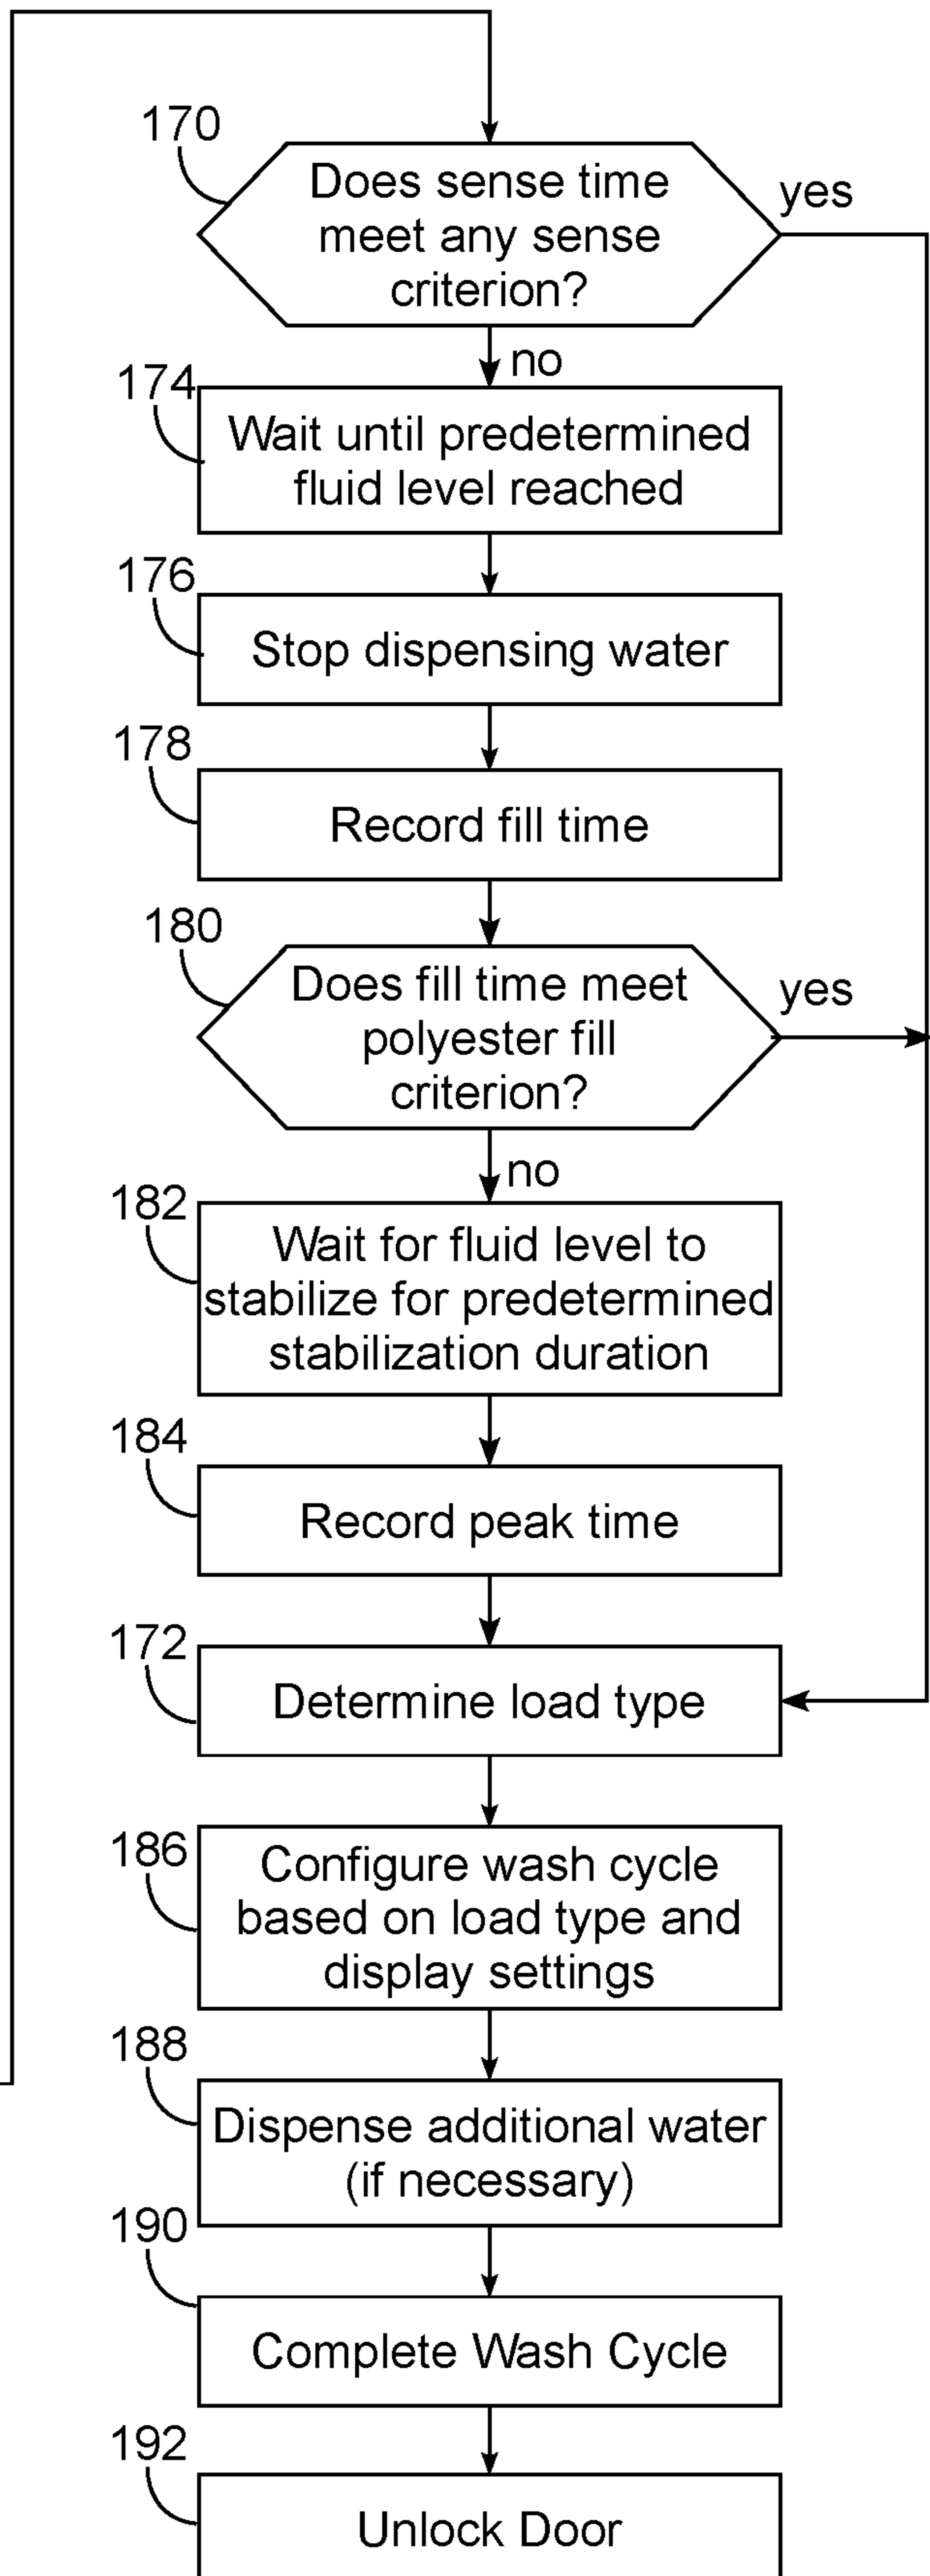 170
Does sense time
meet any sense
criterion?
yes
no
174
Wait until predetermined
fluid level reached
176
Stop dispensing water
178
Record fill time
180
Does fill time meet
polyester fill
criterion?
yes
no
182
Wait for fluid level to
stabilize for predetermined
stabilization duration
184
Record peak time
172
Determine load type
186
Configure wash cycle
based on load type and
display settings
188
Dispense additional water
(if necessary)
190
Complete Wash Cycle
192
Unlock Door